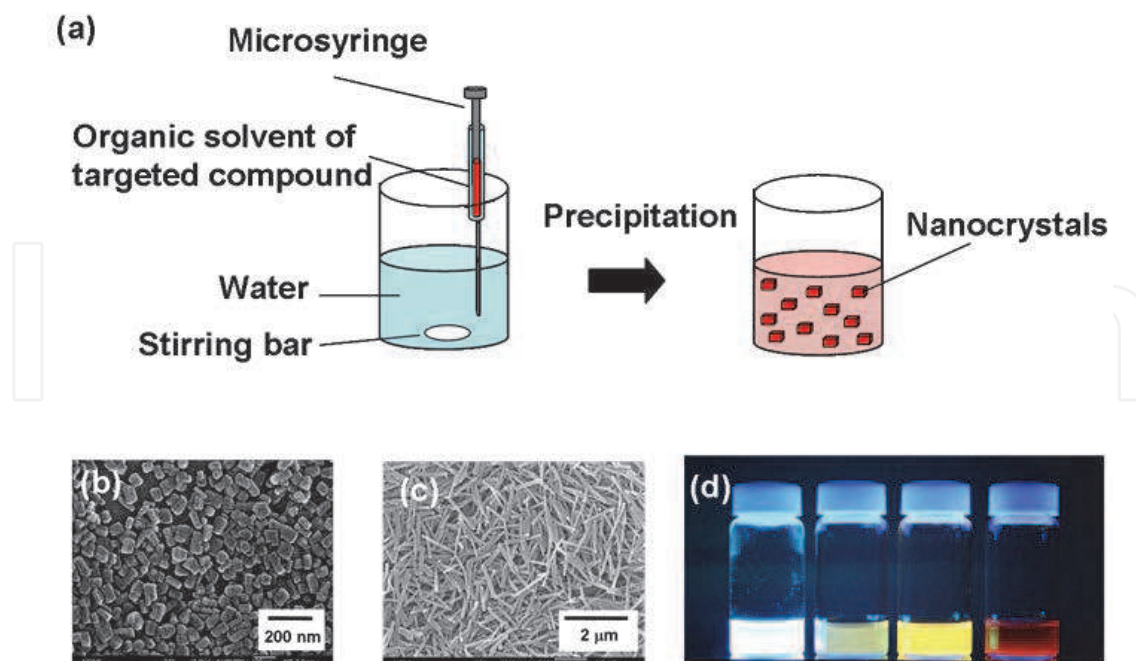 (a)
Microsyringe
Organic solvent of
targeted compound
Precipitation
Nanocrystals
Water
Stirring bar
(b)
200 nm
(c)
2 μm
(d)